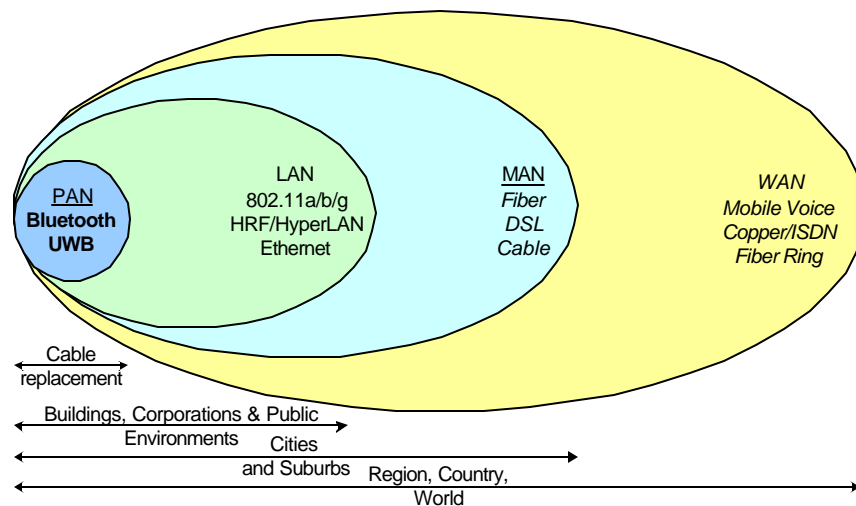 PAN
Bluetooth
UWB
LAN
802.11a/b/g
HRF/HyperLAN
Ethernet
MAN
Fiber
DSL
Cable
WAN
Mobile Voice
Copper/ISDN
Fiber Ring
Cable
replacement
Buildings, Corporations & Public
Environments
Cities
and Suburbs
Region, Country,
World